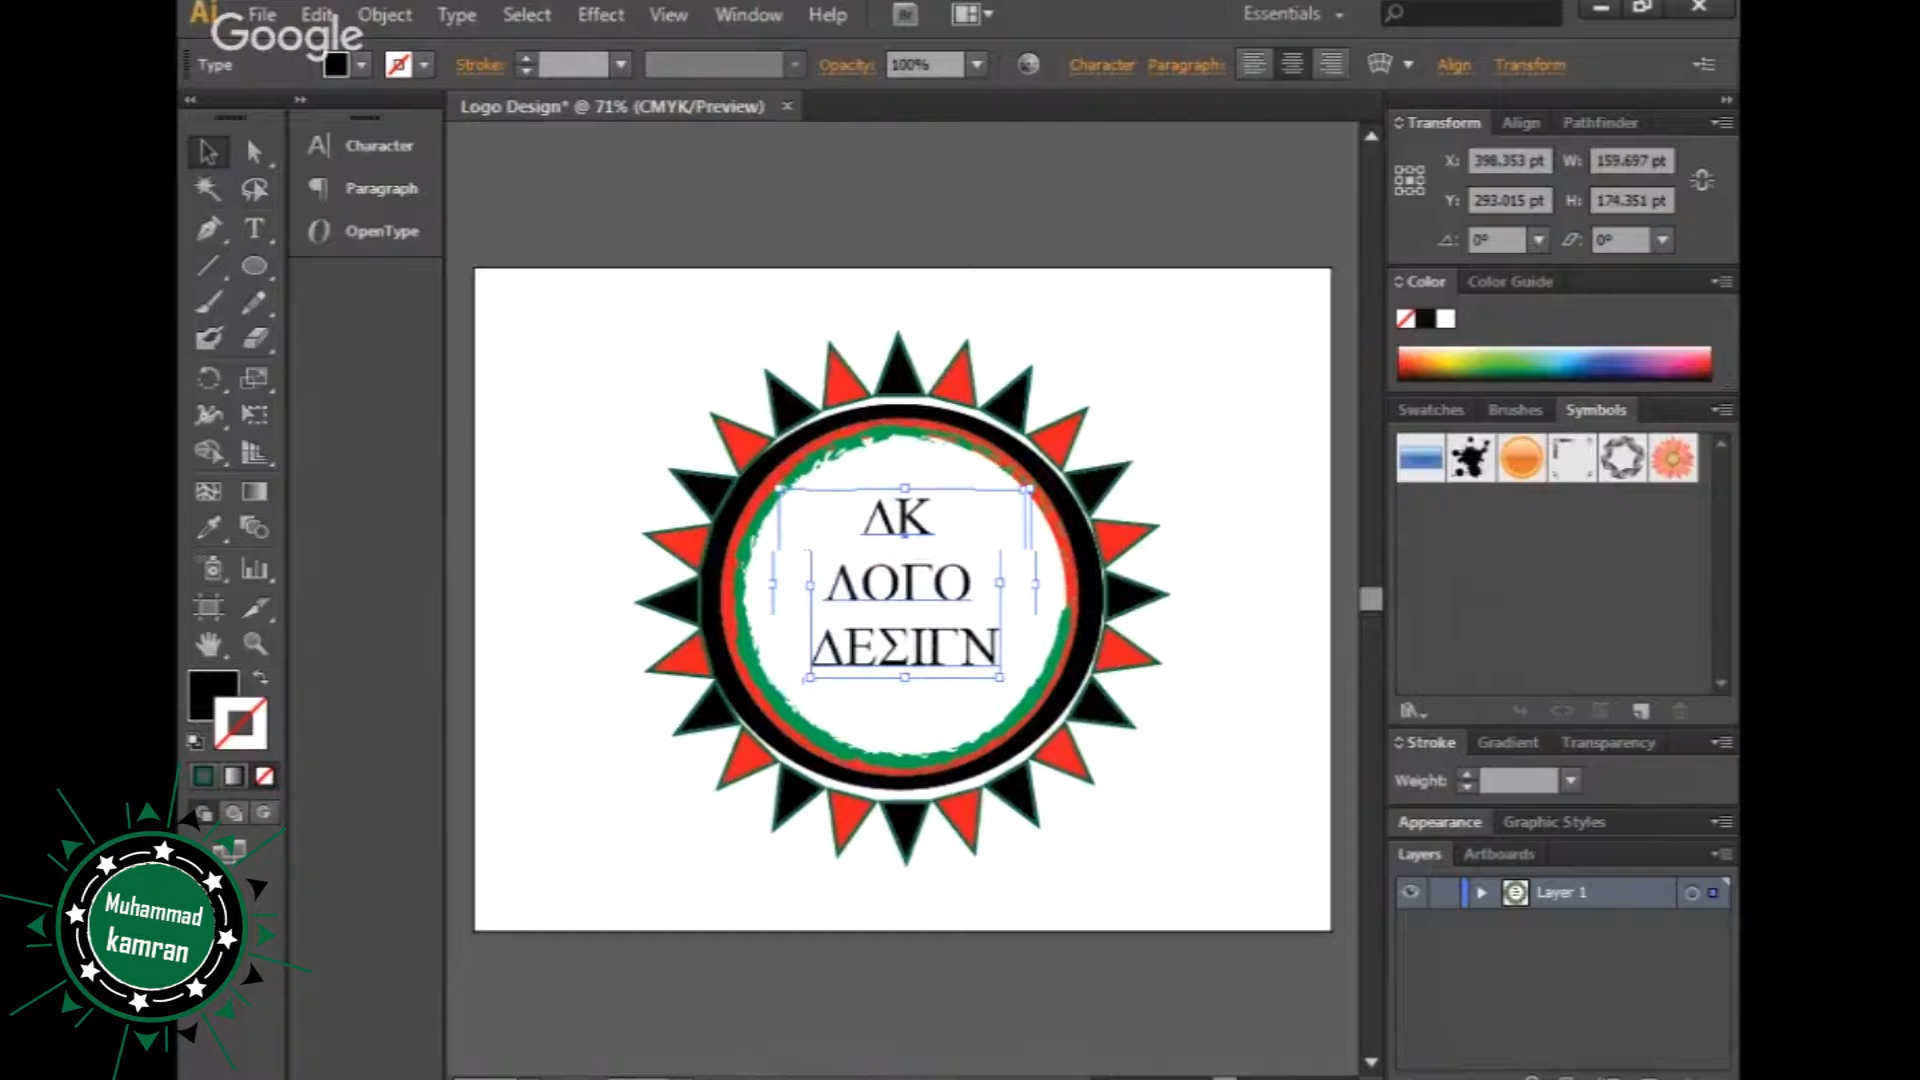 Ai File Edit Object Type Select Effect View Window Help Br Essentials
Google
Type Stroke: Opacity: 100% Character Paragraph: Align Transform
Logo Design* @ 71% (CMYK/Preview) ×
Character
Paragraph
OpenType
Transform Align Pathfinder
X: 398.353 pt W: 159.697 pt
Y: 293.015 pt H: 174.351 pt
0° 0°
Color Color Guide
Swatches Brushes Symbols
Stroke Gradient Transparency
Weight:
Appearance Graphic Styles
Layers Artboards
Layer 1
ΛΚ
ΛΟΓΟ
ΔΕΣΙΓΝ
Muhammad
kamran